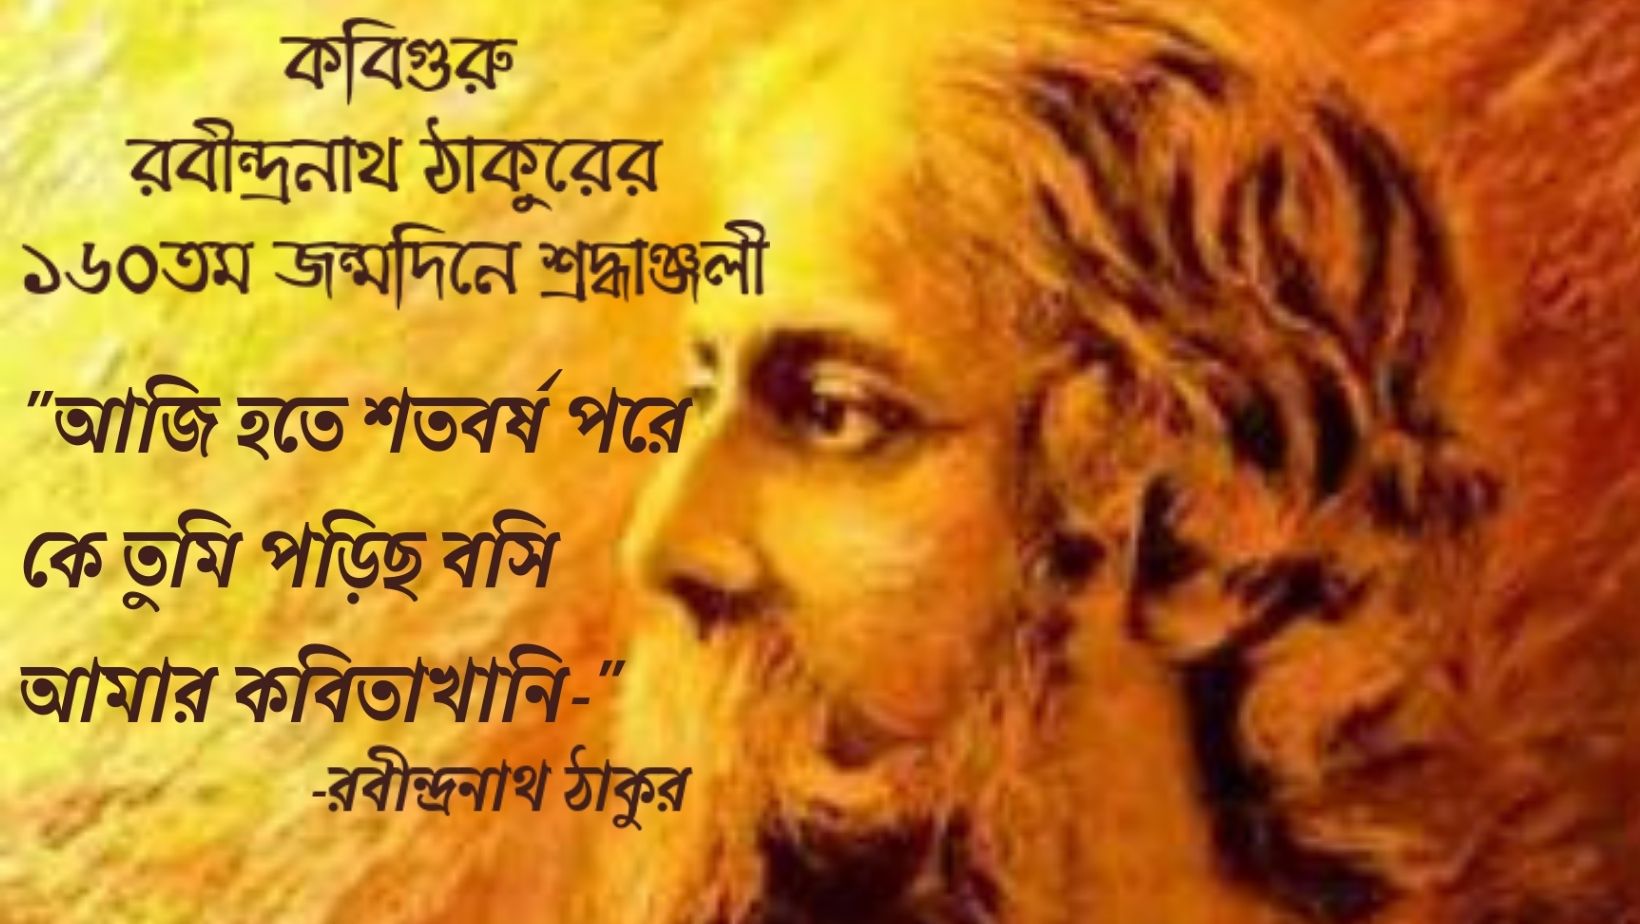 কবিগুরু
রবীন্দ্রনাথ ঠাকুরের
১৬০তম জন্মদিনে শ্রদ্ধাঞ্জলী
"আজি হতে শতবর্ষ পরে
কে তুমি পড়িছ বসি
আমার কবিতাখানি-"
-রবীন্দ্রনাথ ঠাকুর